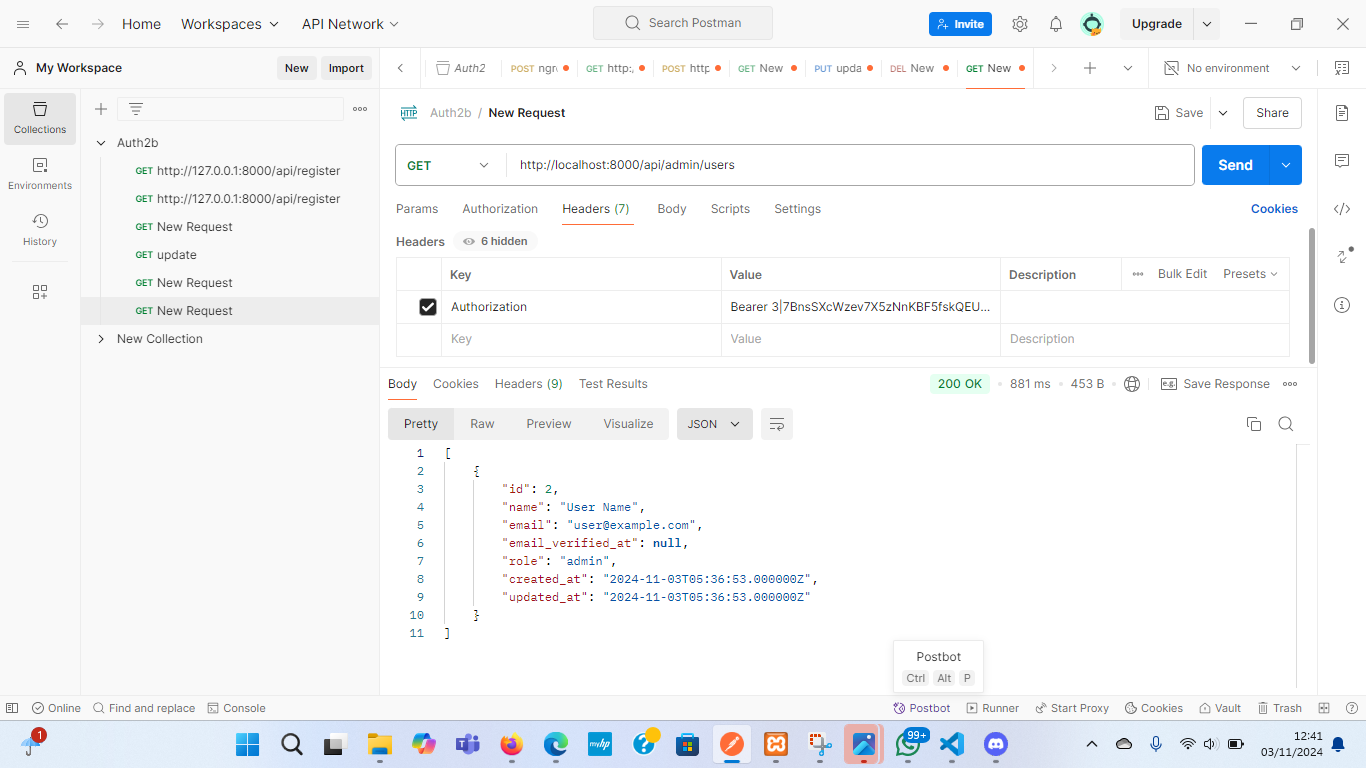 Home Workspaces API Network Search Postman Invite Upgrade
My Workspace New Import Auth2 POST ngr GET http:, POST http GET New PUT upda DEL New GET New No environment
Collections
Environments
History
Auth2b
GET http://127.0.0.1:8000/api/register
GET http://127.0.0.1:8000/api/register
GET New Request
GET update
GET New Request
GET New Request
New Collection
HTTP Auth2b / New Request Save Share
GET http://localhost:8000/api/admin/users Send
Params Authorization Headers (7) Body Scripts Settings Cookies
Headers 6 hidden
Key Value Description Bulk Edit Presets
Authorization Bearer 3|7BnsSXcWzev7X5zNnKBF5fskQEU...
Key Value Description
Body Cookies Headers (9) Test Results 200 OK 881 ms 453 B e.g. Save Response
Pretty Raw Preview Visualize JSON
1 [
2 {
3 "id": 2,
4 "name": "User Name",
5 "email": "user@example.com",
6 "email_verified_at": null,
7 "role": "admin",
8 "created_at": "2024-11-03T05:36:53.000000Z",
9 "updated_at": "2024-11-03T05:36:53.000000Z"
10 }
11 ]
Postbot
Ctrl Alt P
Online Find and replace Console Postbot Runner Start Proxy Cookies Vault Trash
1 myhp 99+ 12:41
03/11/2024